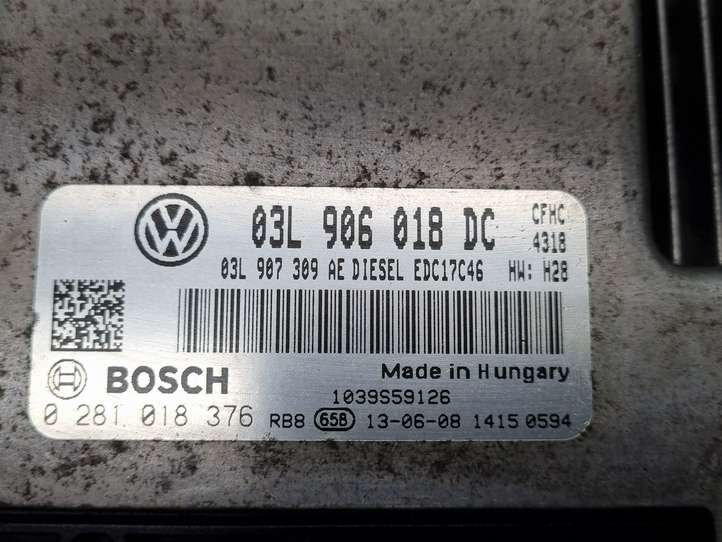 03L 906 018 DC CFHC
4318
03L 907 309 AE DIESEL EDC17C46 HW: H28
Made in Hungary
BOSCH
1039S59126
0 281 018 376 RB8 65B 13-06-08 1415 0594